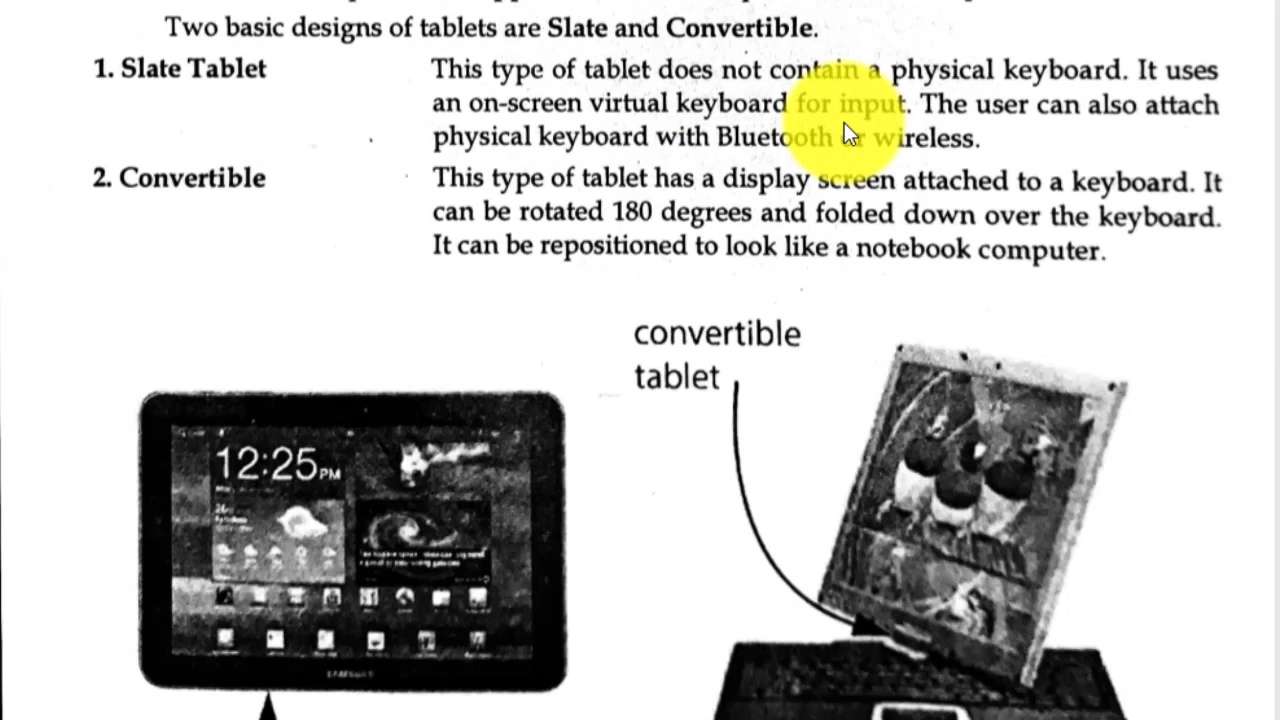 Two basic designs of tablets are Slate and Convertible.
1. Slate Tablet
This type of tablet does not contain a physical keyboard. It uses
an on-screen virtual keyboard for input. The user can also attach
physical keyboard with Bluetooth or wireless.
2. Convertible
This type of tablet has a display screen attached to a keyboard. It
can be rotated 180 degrees and folded down over the keyboard.
It can be repositioned to look like a notebook computer.
convertible
tablet
12:25 PM
SAMSUNG